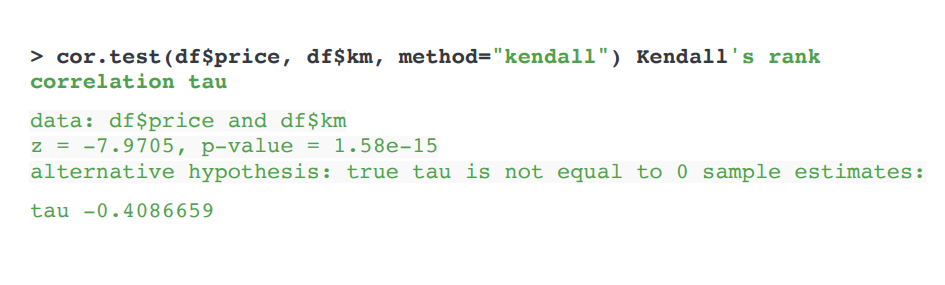 > cor.test(df$price, df$km, method="kendall") Kendall's rank
correlation tau
data: df$price and df$km
z = -7.9705, p-value = 1.58e-15
alternative hypothesis: true tau is not equal to 0 sample estimates:
tau -0.4086659